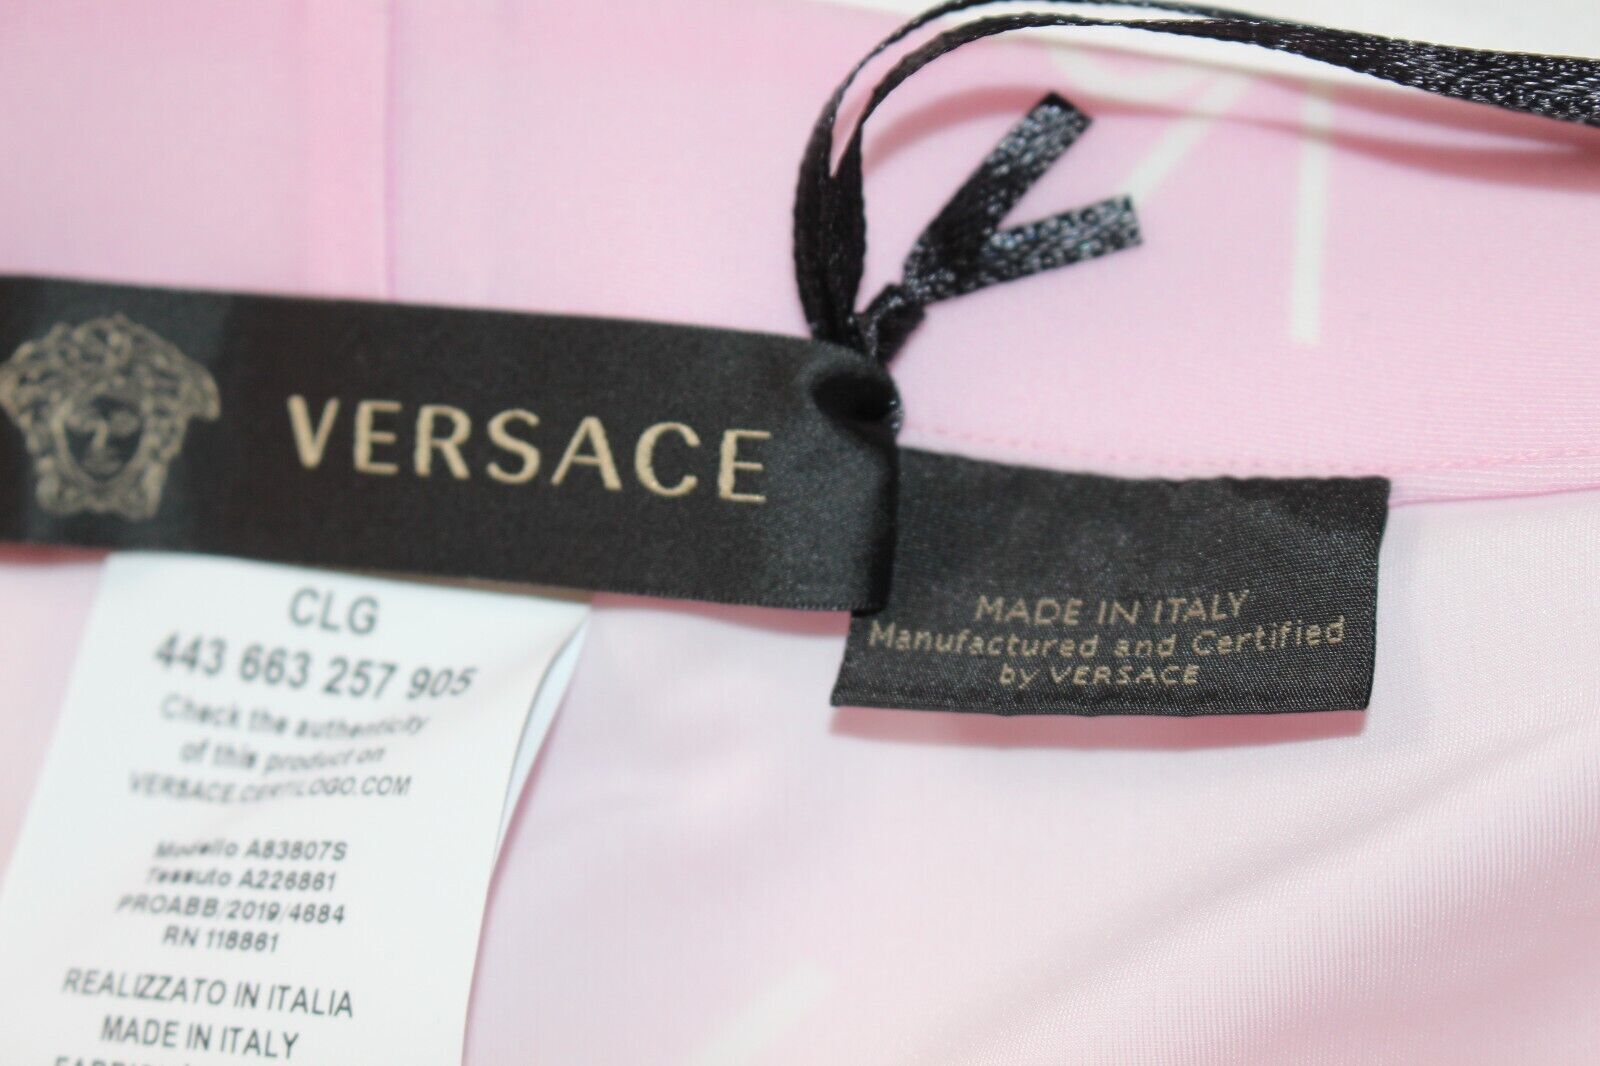 VERSACE
MADE IN ITALY
Manufactured and Certified
by VERSACE
CLG
443 663 257 905
Check the authenticity
of this product on
VERSACE.CERTILOGO.COM
Modello A83807S
Tessuto A226861
PROABB/2019/4684
RN 118861
REALIZZATO IN ITALIA
MADE IN ITALY